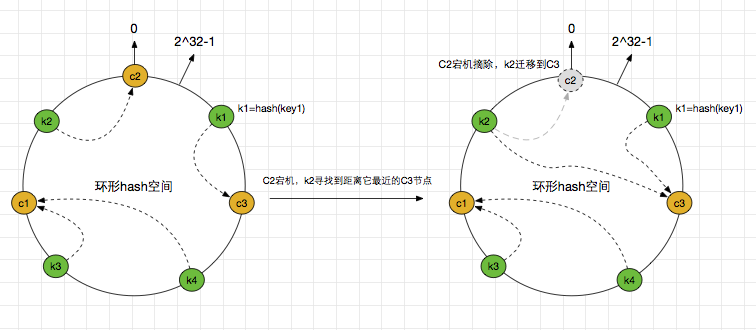 0
2^32-1
c2
k2
k1
k1=hash(key1)
环形hash空间
c1
c3
k3
k4
C2宕机，k2寻找到距离它最近的C3节点
0
2^32-1
C2宕机摘除，k2迁移到C3
c2
k2
k1
k1=hash(key1)
环形hash空间
c1
c3
k3
k4